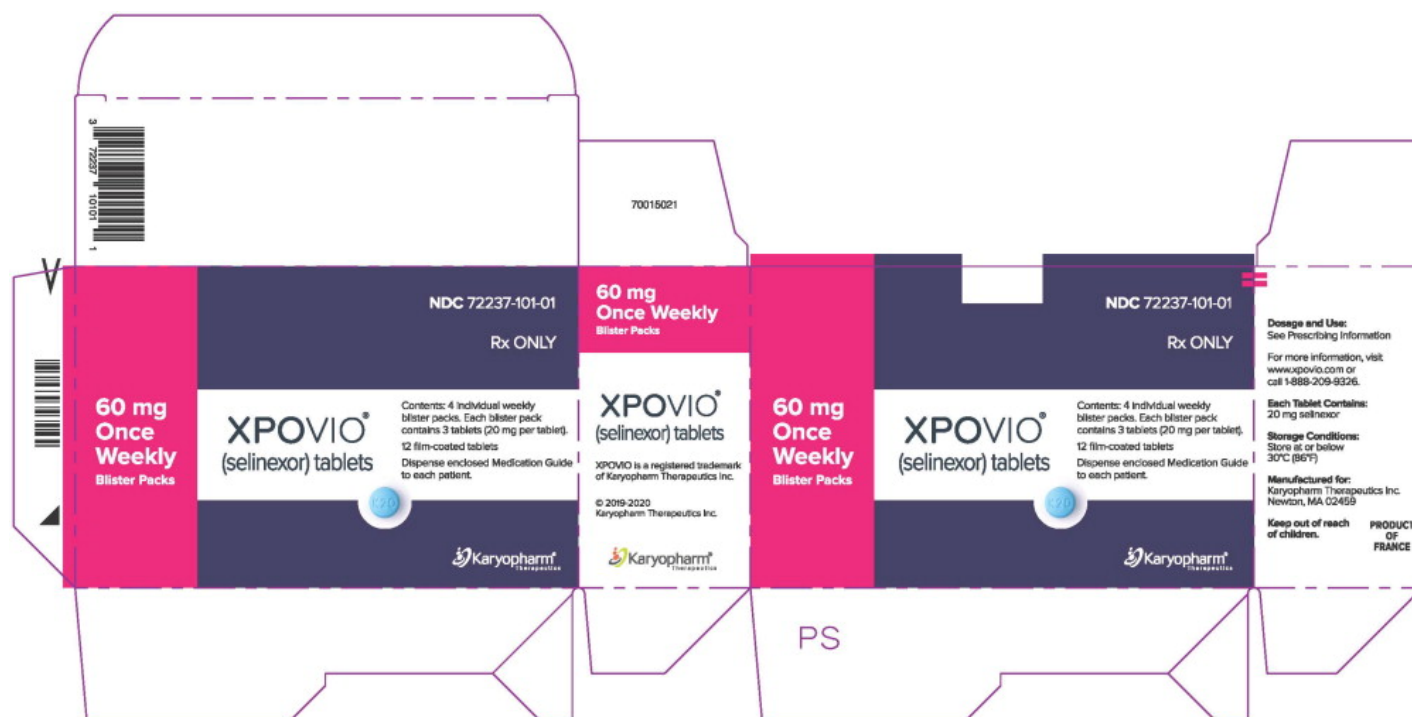 3 72237 10101 1
70015021
60 mg
Once
Weekly
Blister Packs
NDC 72237-101-01
Rx ONLY
XPOVIO®
(selinexor) tablets
Contents: 4 individual weekly
blister packs. Each blister pack
contains 3 tablets (20 mg per tablet).
12 film-coated tablets
Dispense enclosed Medication Guide
to each patient.
K20
Karyopharm®
Therapeutics
60 mg
Once Weekly
Blister Packs
XPOVIO®
(selinexor) tablets
XPOVIO is a registered trademark
of Karyopharm Therapeutics Inc.
© 2019-2020
Karyopharm Therapeutics Inc.
Karyopharm®
Therapeutics
60 mg
Once
Weekly
Blister Packs
NDC 72237-101-01
Rx ONLY
XPOVIO®
(selinexor) tablets
Contents: 4 individual weekly
blister packs. Each blister pack
contains 3 tablets (20 mg per tablet).
12 film-coated tablets
Dispense enclosed Medication Guide
to each patient.
K20
Karyopharm®
Therapeutics
Dosage and Use:
See Prescribing Information
For more information, visit
www.xpovio.com or
call 1-888-209-9326.
Each Tablet Contains:
20 mg selinexor
Storage Conditions:
Store at or below
30°C (86°F)
Manufactured for:
Karyopharm Therapeutics Inc.
Newton, MA 02459
Keep out of reach
of children.
PRODUCT
OF
FRANCE
PS